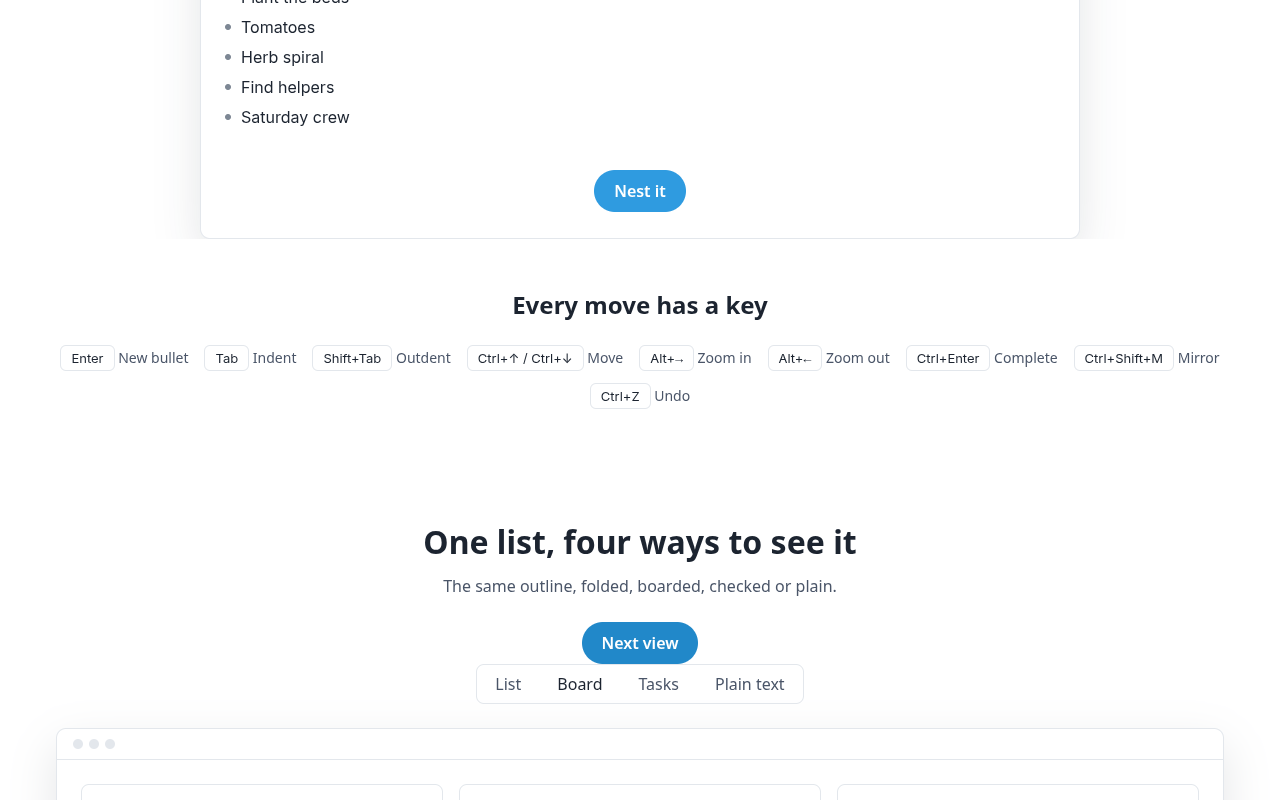 Plant the beds
Tomatoes
Herb spiral
Find helpers
Saturday crew
Nest it
Every move has a key
Enter New bullet Tab Indent Shift+Tab Outdent Ctrl+↑ / Ctrl+↓ Move Alt+→ Zoom in Alt+← Zoom out Ctrl+Enter Complete Ctrl+Shift+M Mirror
Ctrl+Z Undo
One list, four ways to see it
The same outline, folded, boarded, checked or plain.
Next view
List Board Tasks Plain text